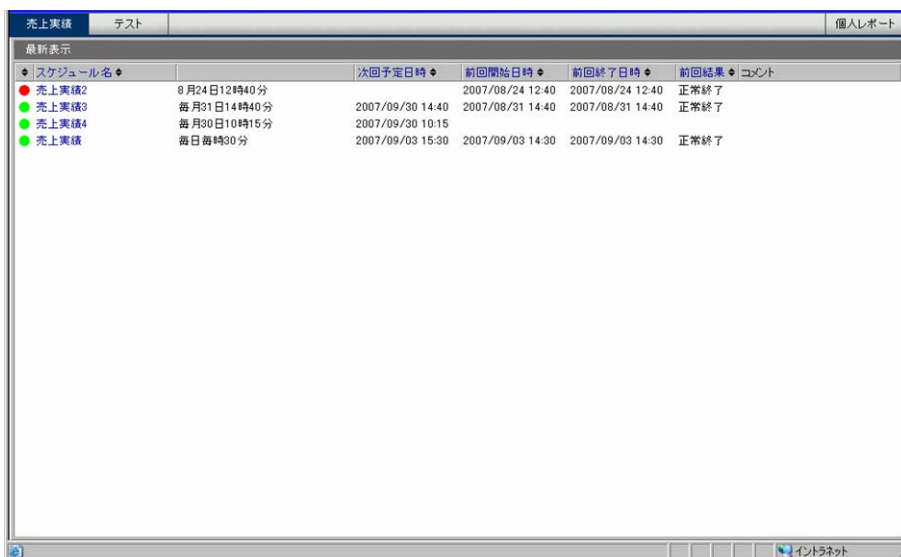 売上実績 テスト 個人レポート
最新表示
スケジュール名 次回予定日時 前回開始日時 前回終了日時 前回結果 コメント
売上実績2 8月24日12時40分 2007/08/24 12:40 2007/08/24 12:40 正常終了
売上実績3 毎月31日14時40分 2007/09/30 14:40 2007/08/31 14:40 2007/08/31 14:40 正常終了
売上実績4 毎月30日10時15分 2007/09/30 10:15
売上実績 毎日毎時30分 2007/09/03 15:30 2007/09/03 14:30 2007/09/03 14:30 正常終了
イントラネット